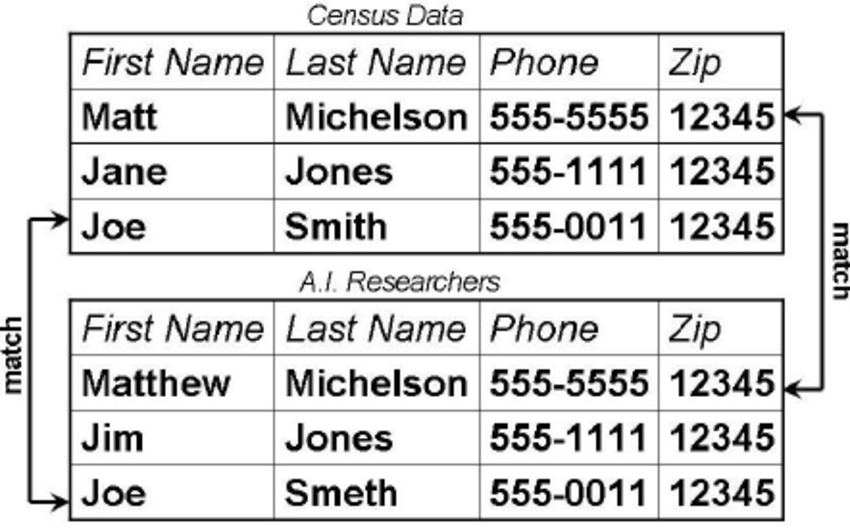 Census Data
First Name Last Name Phone Zip
Matt Michelson 555-5555 12345
Jane Jones 555-1111 12345
Joe Smith 555-0011 12345
match
match
A.I. Researchers
First Name Last Name Phone Zip
Matthew Michelson 555-5555 12345
Jim Jones 555-1111 12345
Joe Smeth 555-0011 12345